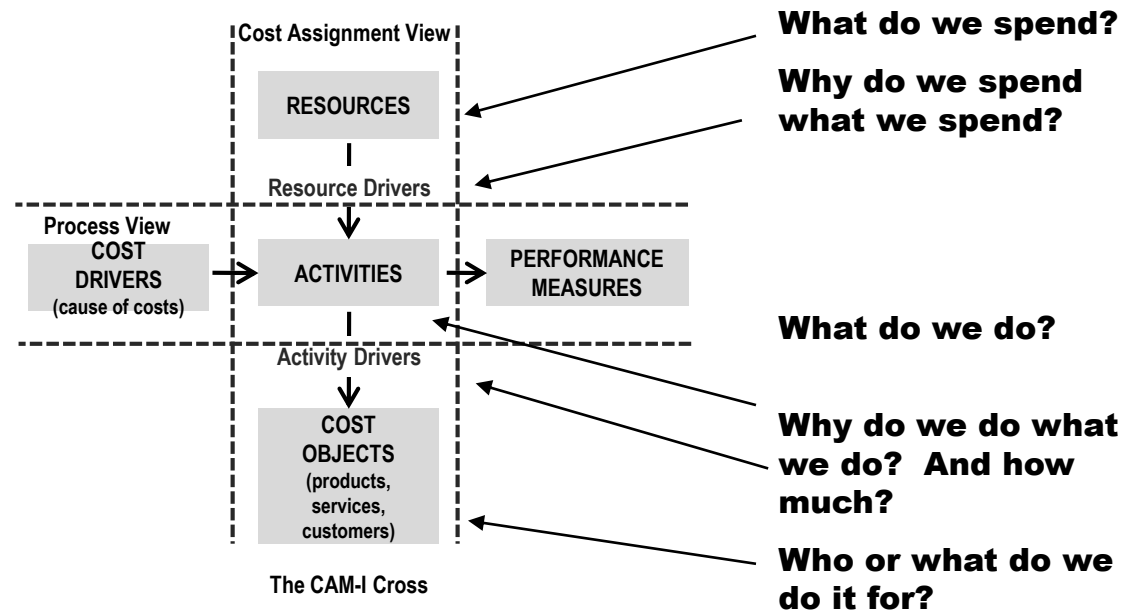 Cost Assignment View
RESOURCES
Resource Drivers
Process View
COST
DRIVERS
(cause of costs)
ACTIVITIES
PERFORMANCE
MEASURES
Activity Drivers
COST
OBJECTS
(products,
services,
customers)
The CAM-I Cross
What do we spend?
Why do we spend
what we spend?
What do we do?
Why do we do what
we do? And how
much?
Who or what do we
do it for?